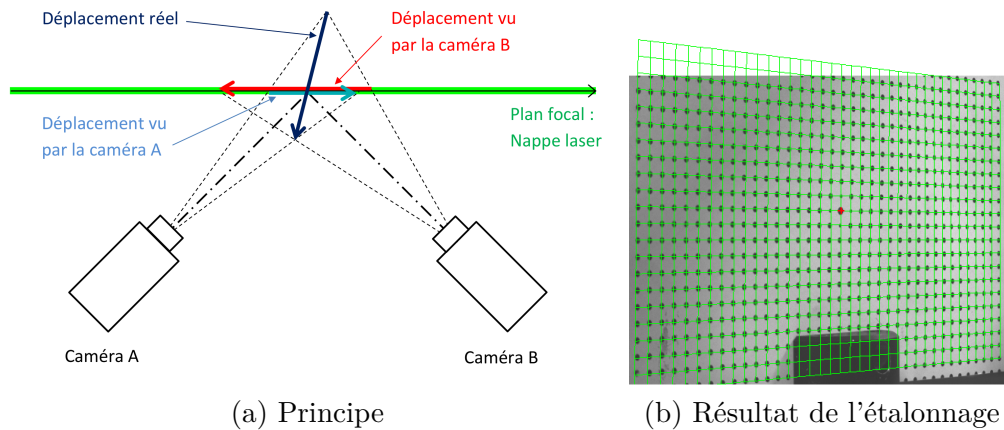 Déplacement réel
Déplacement vu
par la caméra B
Déplacement vu
par la caméra A
Plan focal :
Nappe laser
Caméra A
Caméra B
(a) Principe
(b) Résultat de l'étalonnage